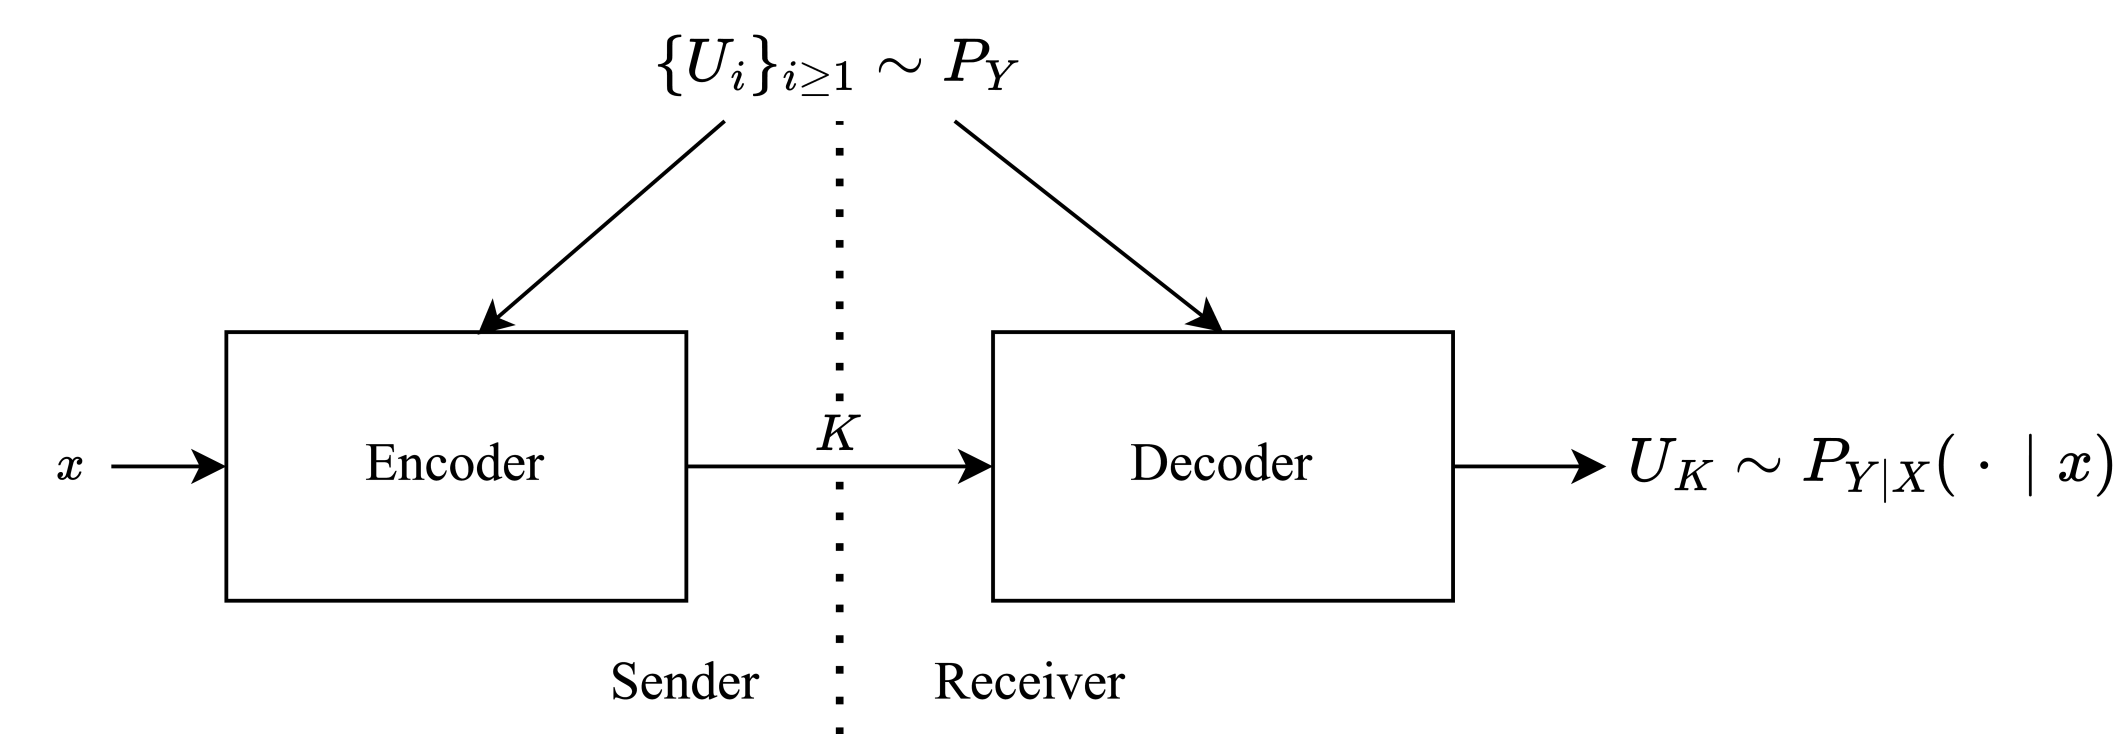 {U_i}_{i≥1} ∼ P_Y
K
x
Encoder
Decoder
U_K ∼ P_{Y|X}( · | x)
Sender
Receiver